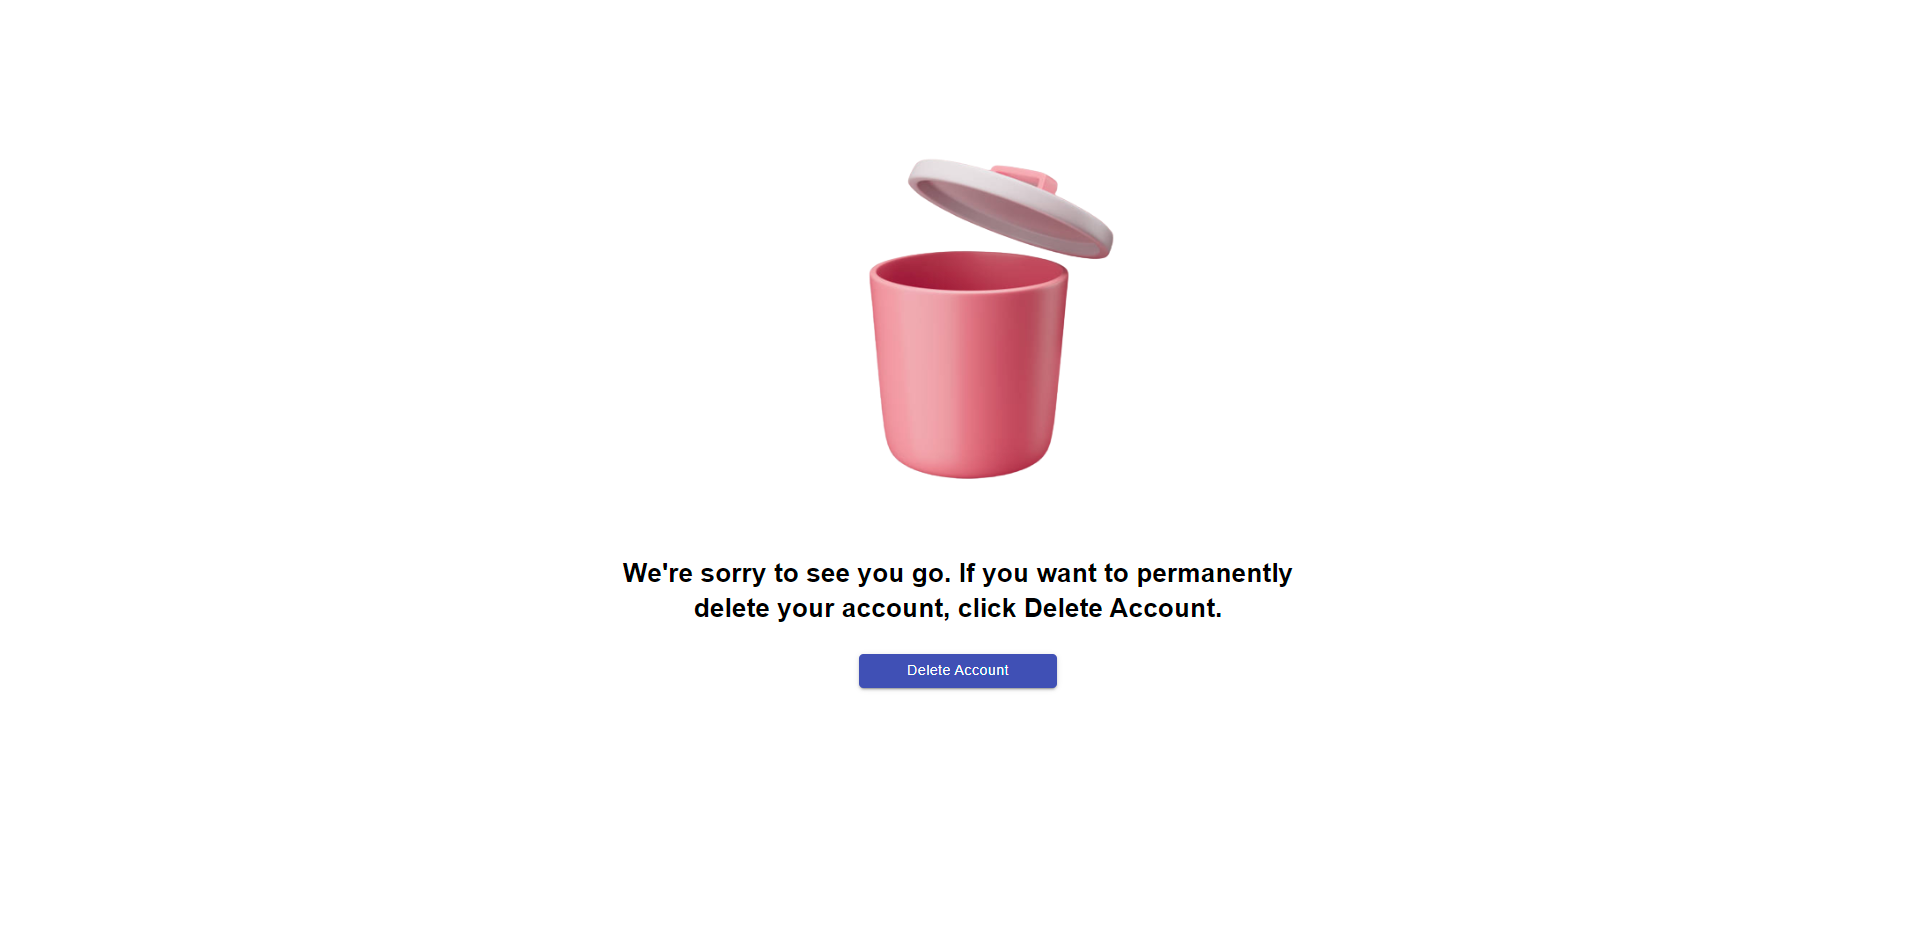 We're sorry to see you go. If you want to permanently
delete your account, click Delete Account.
Delete Account